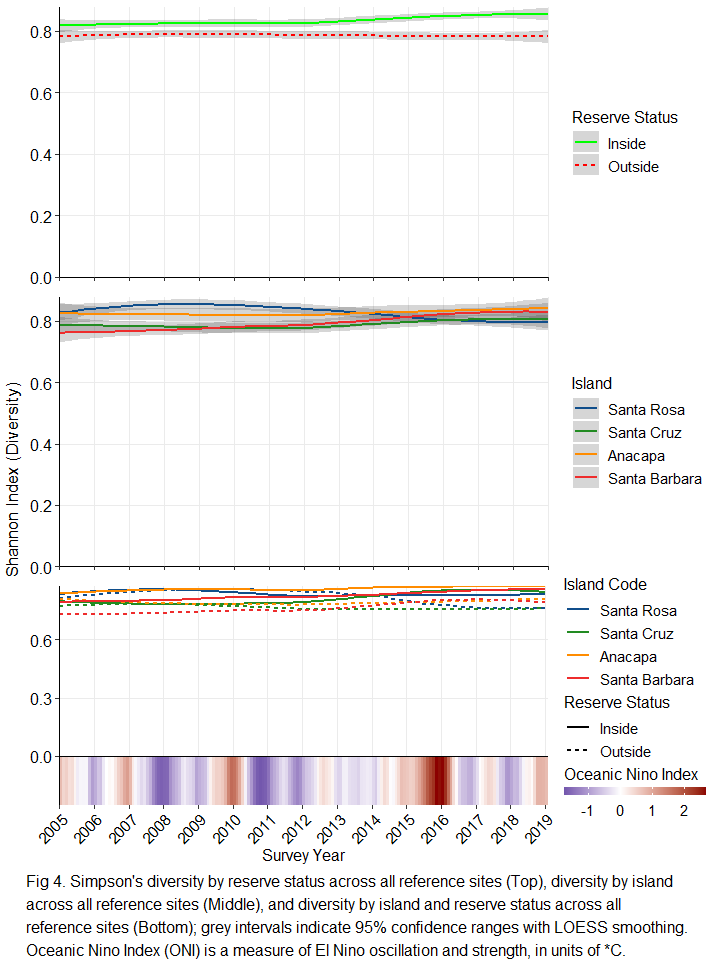 0.8
0.6
0.4
0.2
0.0
Reserve Status
Inside
Outside
0.8
0.6
0.4
0.2
0.0
Shannon Index (Diversity)
Island
Santa Rosa
Santa Cruz
Anacapa
Santa Barbara
0.6
0.3
0.0
Island Code
Santa Rosa
Santa Cruz
Anacapa
Santa Barbara
Reserve Status
Inside
Outside
Oceanic Nino Index
-1 0 1 2
2005 2006 2007 2008 2009 2010 2011 2012 2013 2014 2015 2016 2017 2018 2019
Survey Year
Fig 4. Simpson's diversity by reserve status across all reference sites (Top), diversity by island
across all reference sites (Middle), and diversity by island and reserve status across all
reference sites (Bottom); grey intervals indicate 95% confidence ranges with LOESS smoothing.
Oceanic Nino Index (ONI) is a measure of El Nino oscillation and strength, in units of *C.